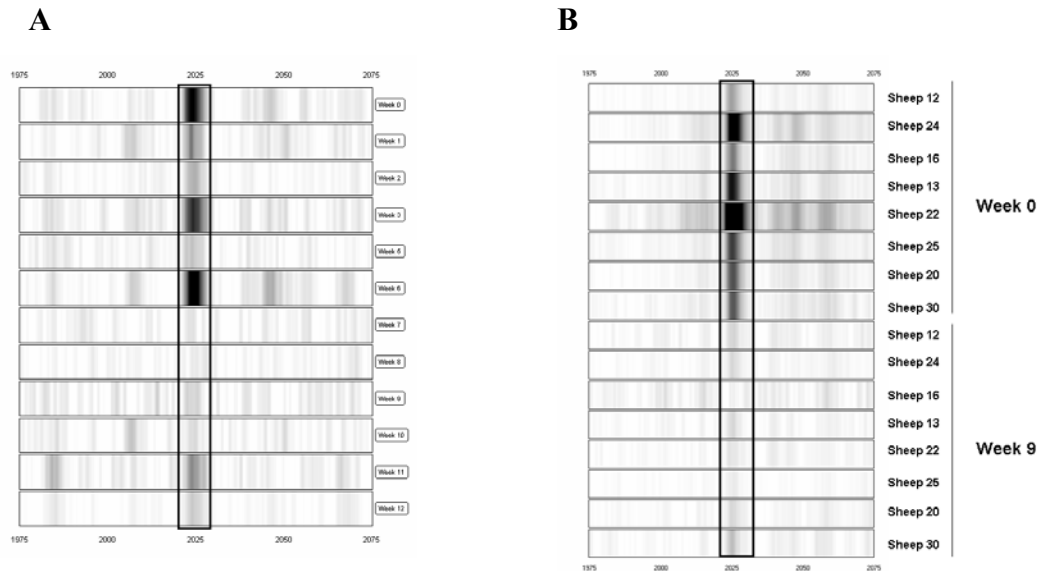 A
1975 2000 2025 2050 2075
Week 0
Week 1
Week 2
Week 3
Week 5
Week 6
Week 7
Week 8
Week 9
Week 10
Week 11
Week 12
1975 2000 2025 2050 2075
B
1975 2000 2025 2050 2075
Sheep 12
Sheep 24
Sheep 16
Sheep 13
Sheep 22
Sheep 25
Sheep 20
Sheep 30
Week 0
Sheep 12
Sheep 24
Sheep 16
Sheep 13
Sheep 22
Sheep 25
Sheep 20
Sheep 30
Week 9
1975 2000 2025 2050 2075